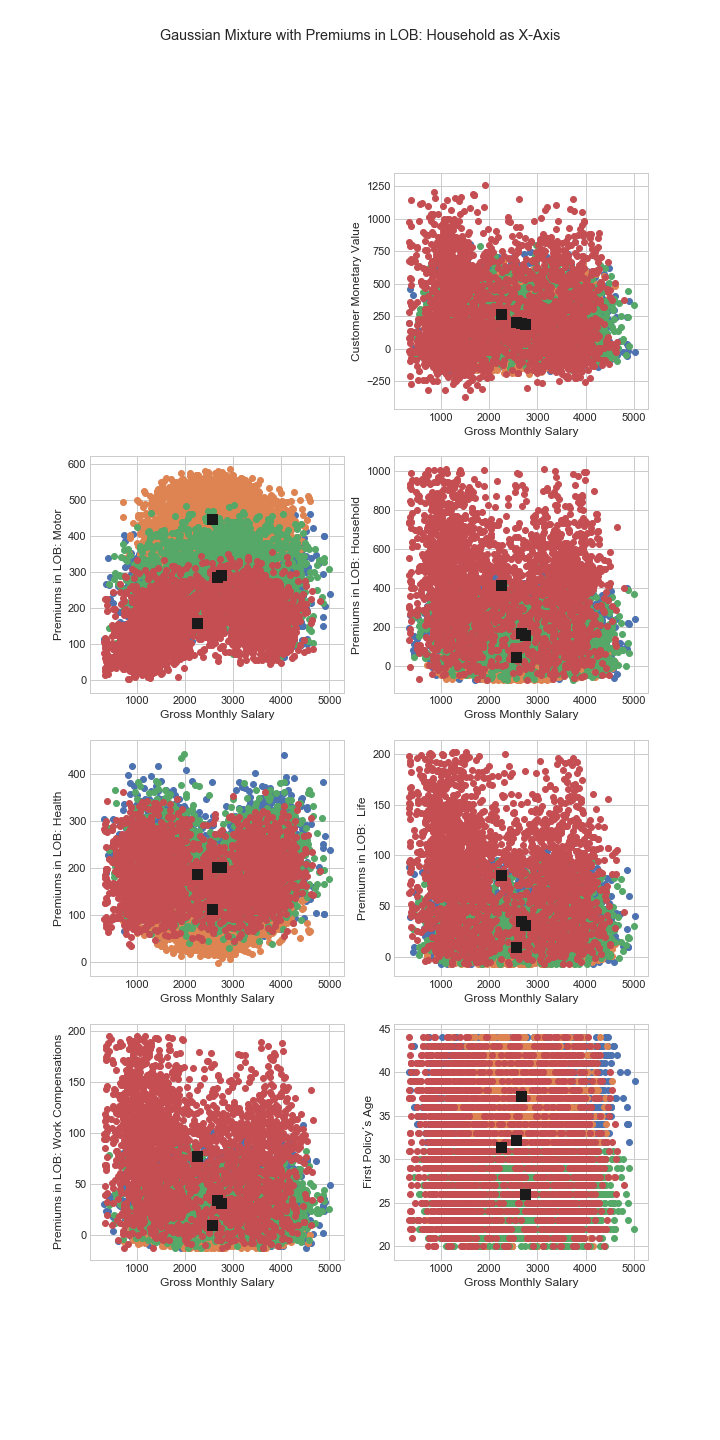 Gaussian Mixture with Premiums in LOB: Household as X-Axis
Customer Monetary Value
1250
1000
750
500
250
0
−250
1000 2000 3000 4000 5000
Gross Monthly Salary
Premiums in LOB: Motor
600
500
400
300
200
100
0
1000 2000 3000 4000 5000
Gross Monthly Salary
Premiums in LOB: Household
1000
800
600
400
200
0
1000 2000 3000 4000 5000
Gross Monthly Salary
Premiums in LOB: Health
400
300
200
100
0
1000 2000 3000 4000 5000
Gross Monthly Salary
Premiums in LOB:  Life
200
150
100
50
0
1000 2000 3000 4000 5000
Gross Monthly Salary
Premiums in LOB: Work Compensations
200
150
100
50
0
1000 2000 3000 4000 5000
Gross Monthly Salary
First Policy´s Age
45
40
35
30
25
20
1000 2000 3000 4000 5000
Gross Monthly Salary